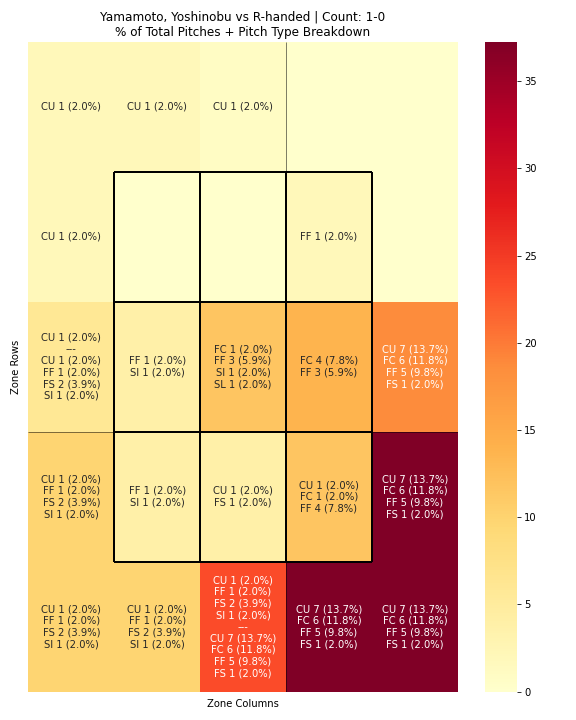 Yamamoto, Yoshinobu vs R-handed | Count: 1-0
% of Total Pitches + Pitch Type Breakdown
CU 1 (2.0%)
CU 1 (2.0%)
CU 1 (2.0%)
CU 1 (2.0%)
FF 1 (2.0%)
CU 1 (2.0%)
---
CU 1 (2.0%)
FF 1 (2.0%)
FS 2 (3.9%)
SI 1 (2.0%)
FF 1 (2.0%)
SI 1 (2.0%)
FC 1 (2.0%)
FF 3 (5.9%)
SI 1 (2.0%)
SL 1 (2.0%)
FC 4 (7.8%)
FF 3 (5.9%)
CU 7 (13.7%)
FC 6 (11.8%)
FF 5 (9.8%)
FS 1 (2.0%)
CU 1 (2.0%)
FF 1 (2.0%)
FS 2 (3.9%)
SI 1 (2.0%)
FF 1 (2.0%)
SI 1 (2.0%)
CU 1 (2.0%)
FS 1 (2.0%)
CU 1 (2.0%)
FC 1 (2.0%)
FF 4 (7.8%)
CU 7 (13.7%)
FC 6 (11.8%)
FF 5 (9.8%)
FS 1 (2.0%)
CU 1 (2.0%)
FF 1 (2.0%)
FS 2 (3.9%)
SI 1 (2.0%)
CU 1 (2.0%)
FF 1 (2.0%)
FS 2 (3.9%)
SI 1 (2.0%)
CU 1 (2.0%)
FF 1 (2.0%)
FS 2 (3.9%)
SI 1 (2.0%)
---
CU 7 (13.7%)
FC 6 (11.8%)
FF 5 (9.8%)
FS 1 (2.0%)
CU 7 (13.7%)
FC 6 (11.8%)
FF 5 (9.8%)
FS 1 (2.0%)
CU 7 (13.7%)
FC 6 (11.8%)
FF 5 (9.8%)
FS 1 (2.0%)
Zone Rows
Zone Columns
35
30
25
20
15
10
5
0